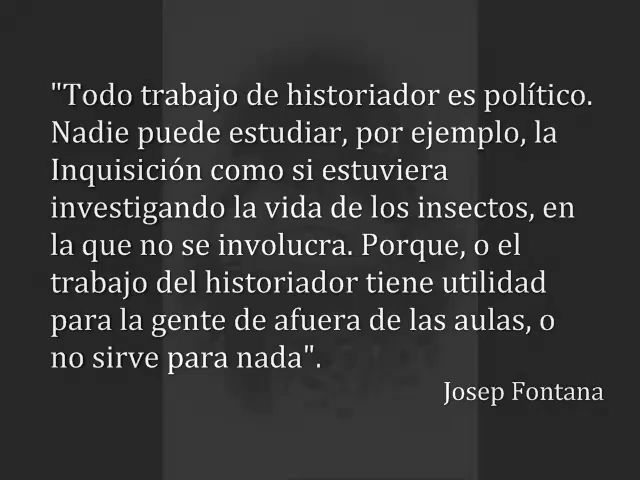 "Todo trabajo de historiador es político.
Nadie puede estudiar, por ejemplo, la
Inquisición como si estuviera
investigando la vida de los insectos, en
la que no se involucra. Porque, o el
trabajo del historiador tiene utilidad
para la gente de afuera de las aulas, o
no sirve para nada".
Josep Fontana